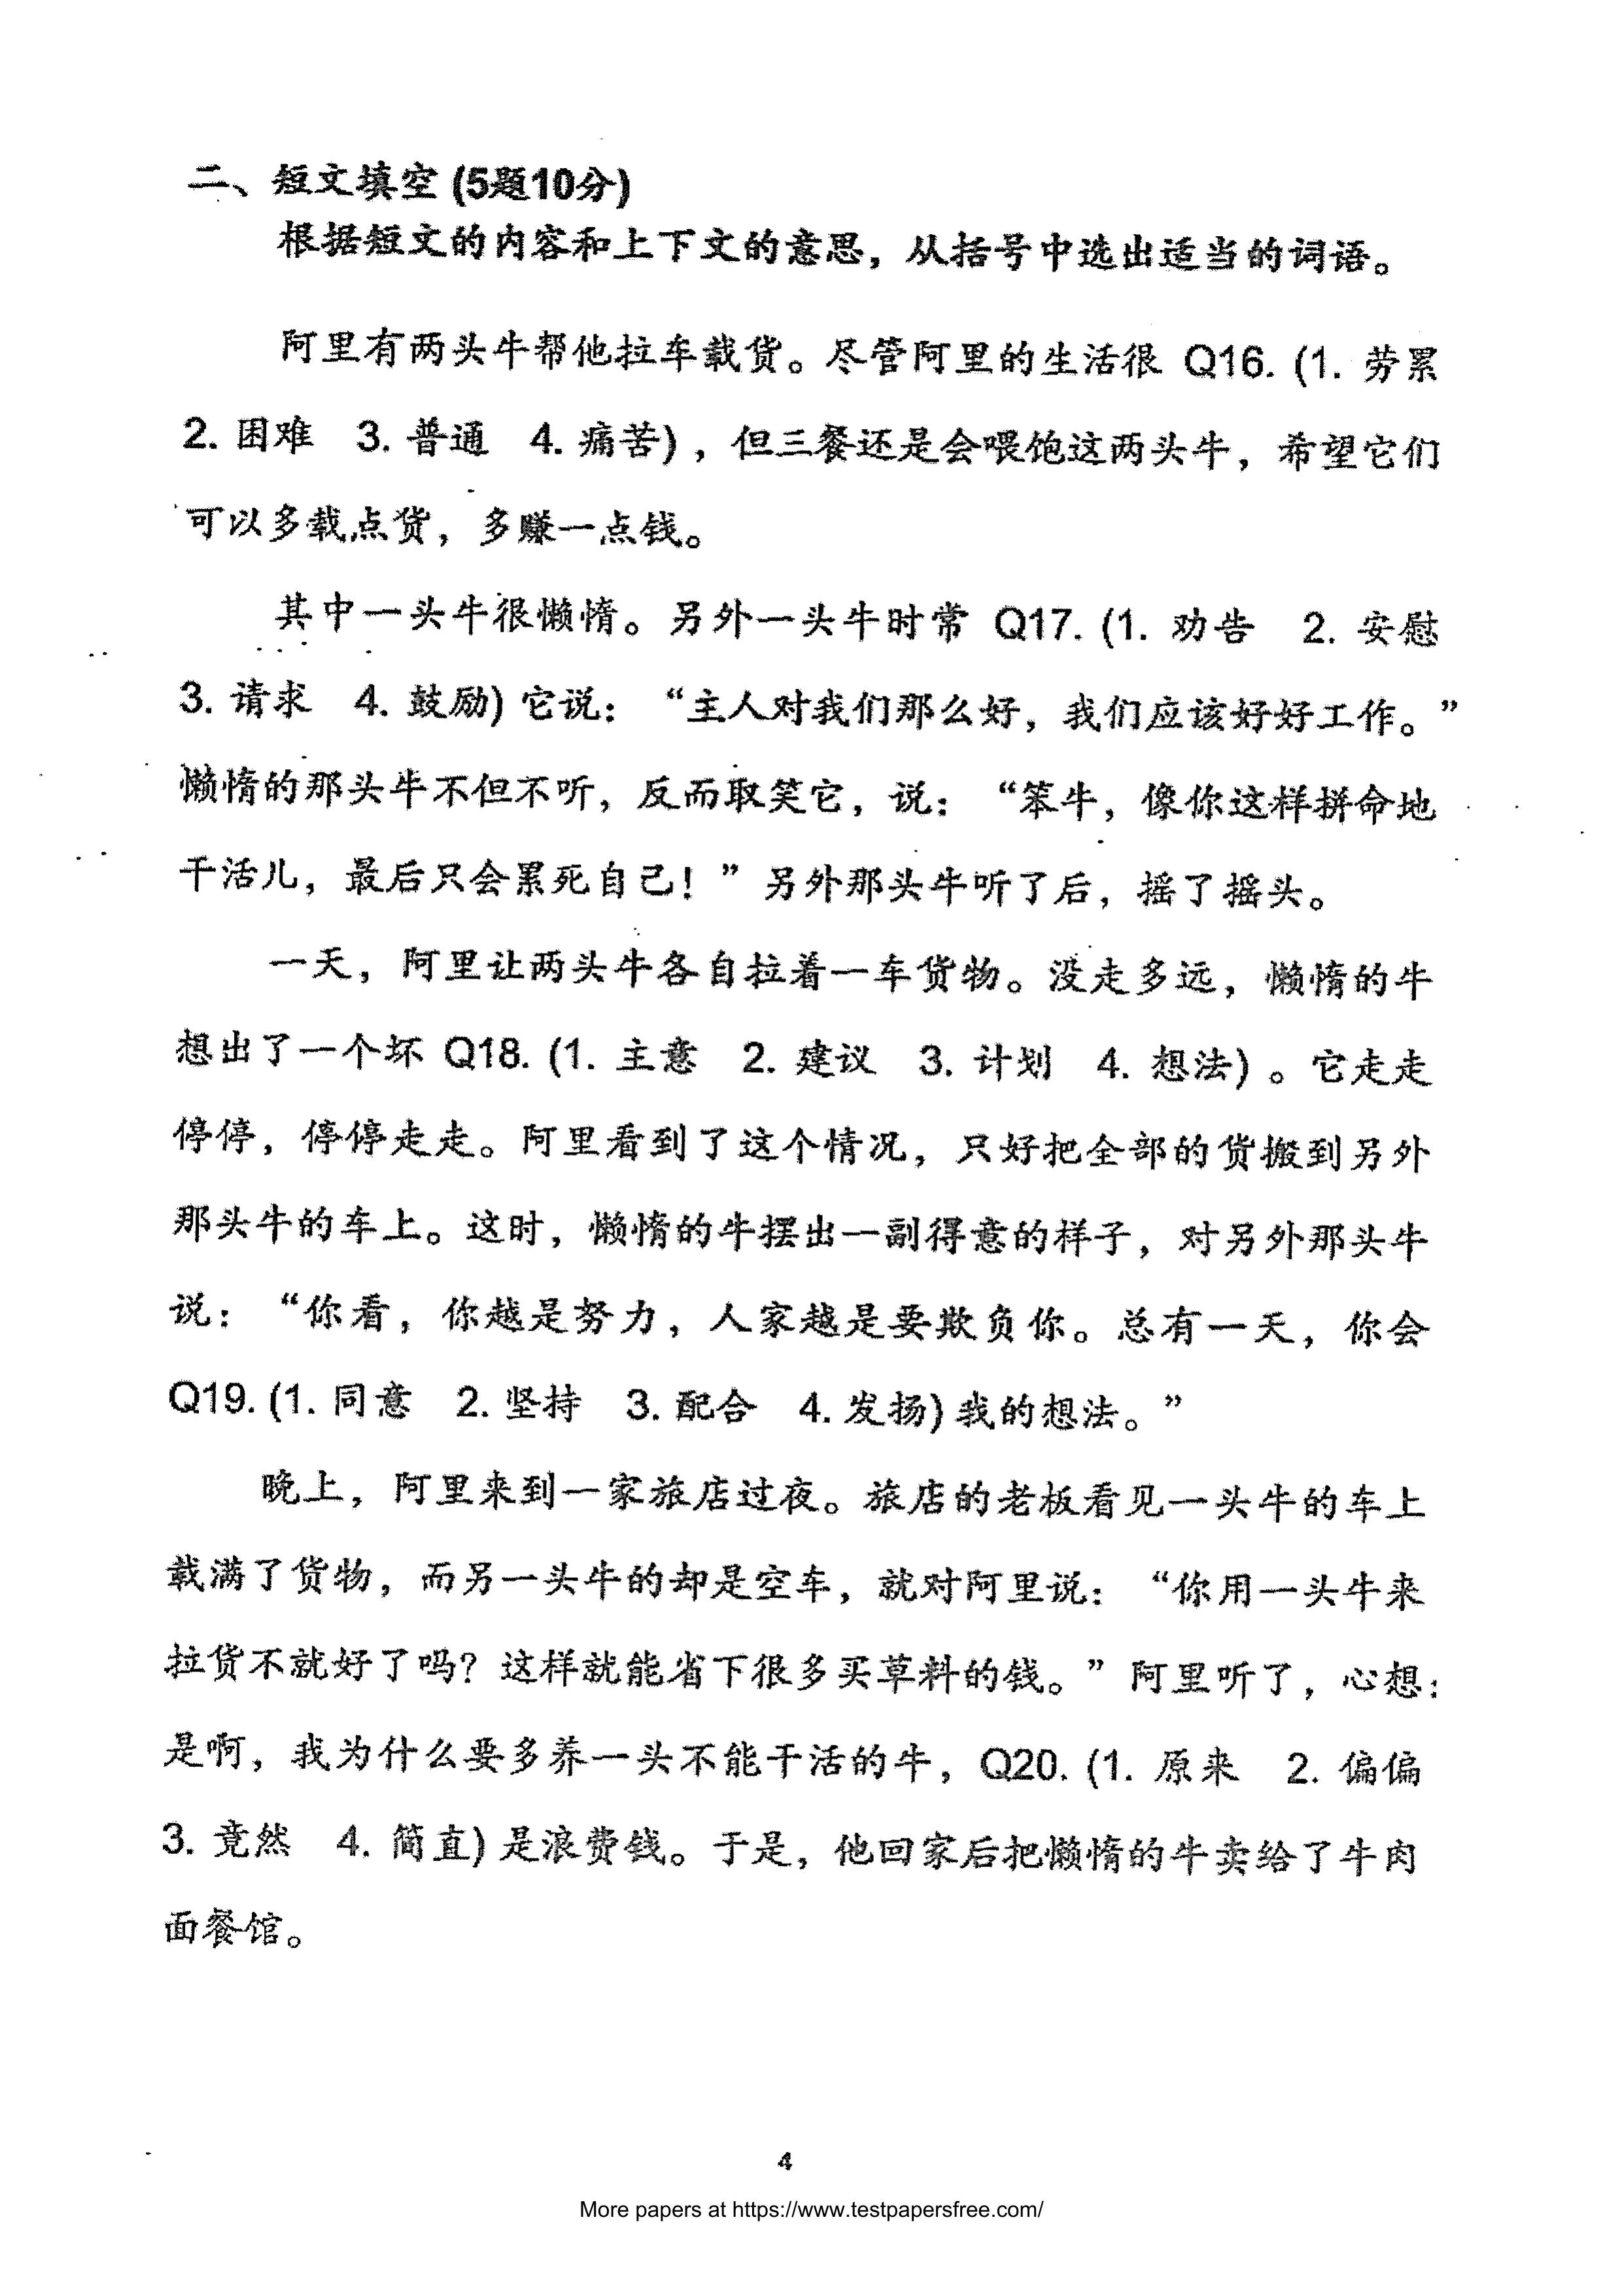 二、短文填空 (5题10分)
根据短文的内容和上下文的意思，从括号中选出适当的词语。
阿里有两头牛帮他拉车载货。尽管阿里的生活很 Q16. (1. 劳累
2. 困难 3. 普通 4. 痛苦)，但三餐还是会喂饱这两头牛，希望它们
可以多载点货，多赚一点钱。
其中一头牛很懒惰。另外一头牛时常 Q17. (1. 劝告 2. 安慰
3. 请求 4. 鼓励) 它说：“主人对我们那么好，我们应该好好工作。”
懒惰的那头牛不但不听，反而取笑它，说：“笨牛，像你这样拼命地
干活儿，最后只会累死自己！”另外那头牛听了后，摇了摇头。
一天，阿里让两头牛各自拉着一车货物。没走多远，懒惰的牛
想出了一个坏 Q18. (1. 主意 2. 建议 3. 计划 4. 想法) 。它走走
停停，停停走走。阿里看到了这个情况，只好把全部的货搬到另外
那头牛的车上。这时，懒惰的牛摆出一副得意的样子，对另外那头牛
说：“你看，你越是努力，人家越是要欺负你。总有一天，你会
Q19. (1. 同意 2. 坚持 3. 配合 4. 发扬) 我的想法。”
晚上，阿里来到一家旅店过夜。旅店的老板看见一头牛的车上
载满了货物，而另一头牛的却是空车，就对阿里说：“你用一头牛来
拉货不就好了吗？这样就能省下很多买草料的钱。”阿里听了，心想：
是啊，我为什么要多养一头不能干活的牛，Q20. (1. 原来 2. 偏偏
3. 竟然 4. 简直) 是浪费钱。于是，他回家后把懒惰的牛卖给了牛肉
面餐馆。
4
More papers at https://www.testpapersfree.com/